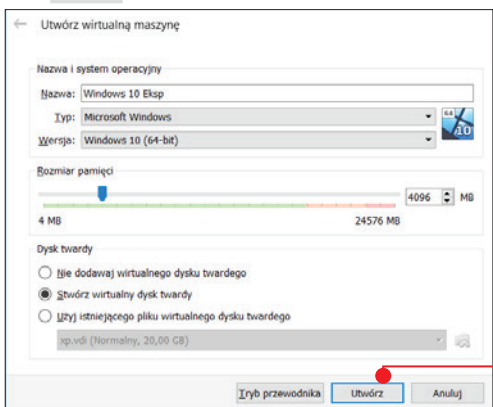 ← Utwórz wirtualną maszynę
Nazwa i system operacyjny
Nazwa: Windows 10 Eksp
Typ: Microsoft Windows
Wersja: Windows 10 (64-bit)
64
10
Rozmiar pamięci
4096 MB
4 MB 24576 MB
Dysk twardy
Nie dodawaj wirtualnego dysku twardego
Stwórz wirtualny dysk twardy
Użyj istniejącego pliku wirtualnego dysku twardego
xp.vdi (Normalny, 20,00 GB)
Tryb przewodnika Utwórz Anuluj